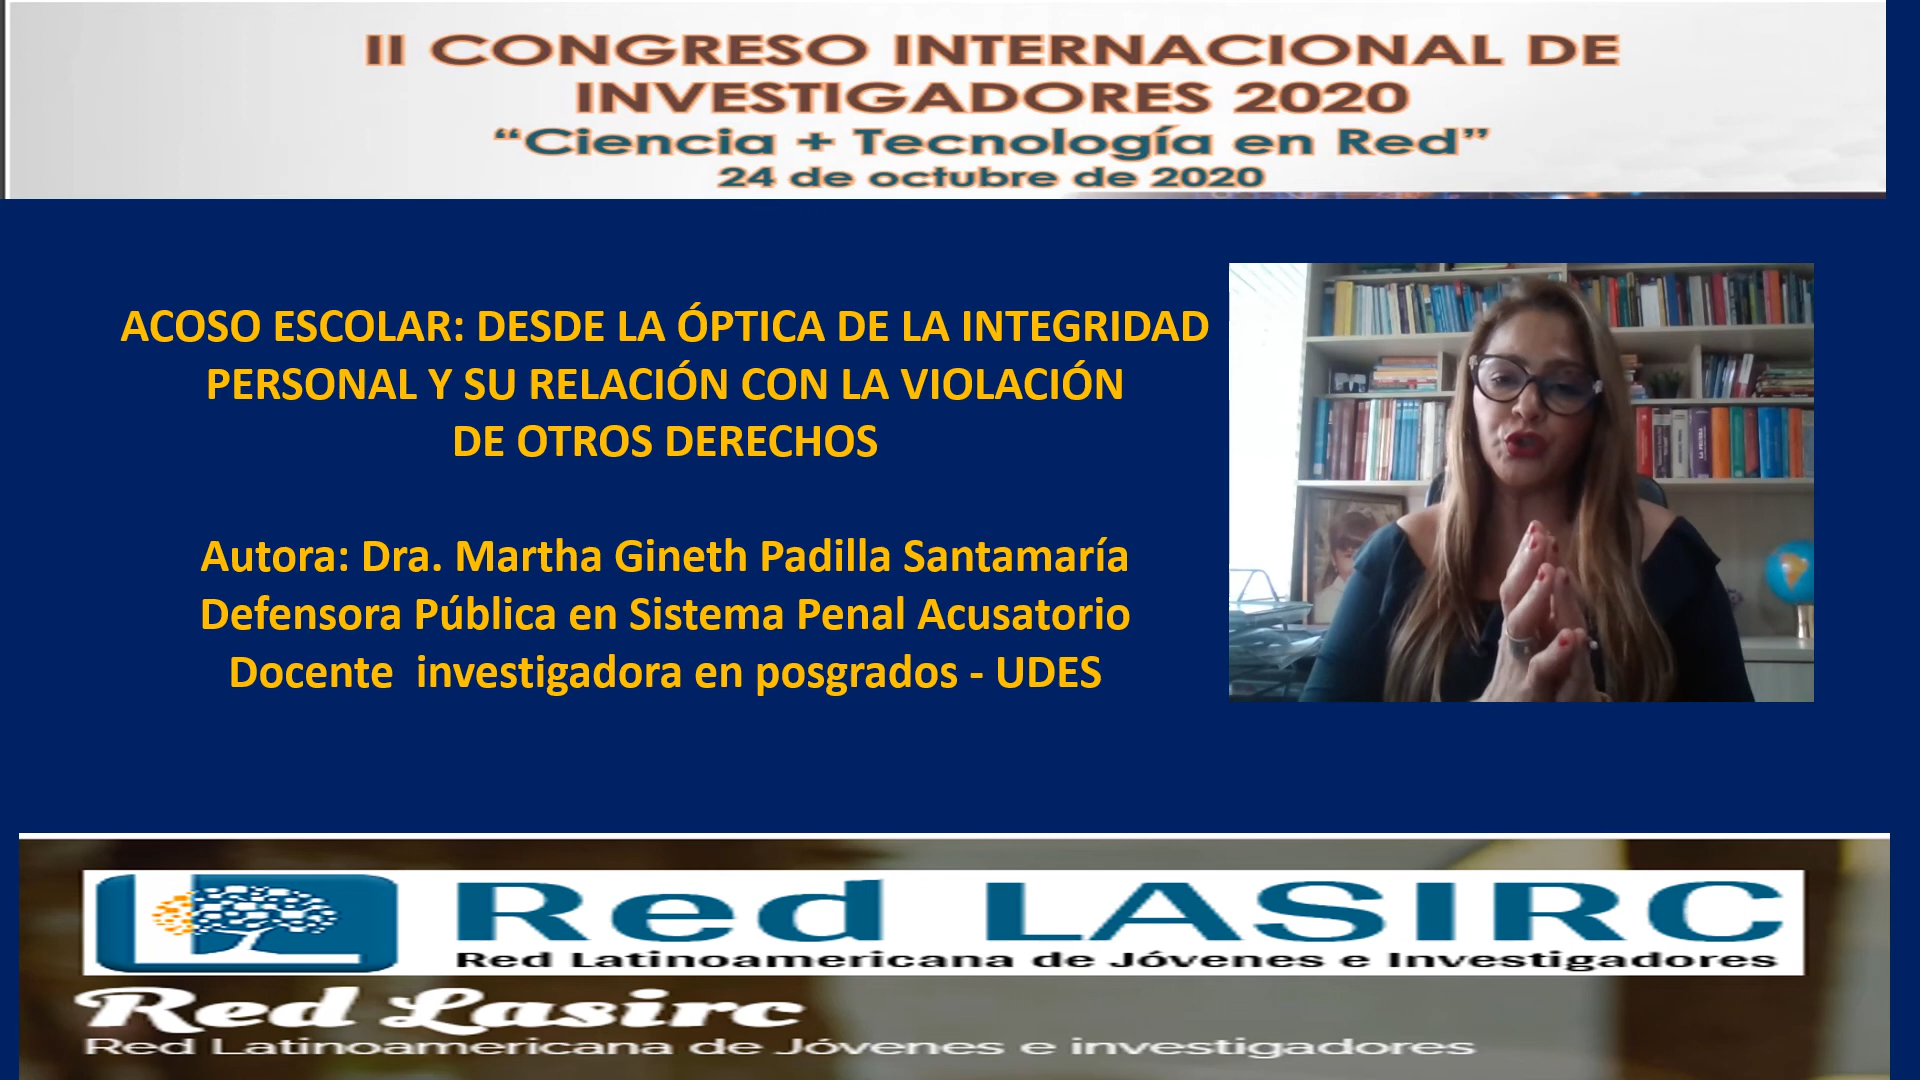 II CONGRESO INTERNACIONAL DE
INVESTIGADORES 2020
“Ciencia + Tecnología en Red”
24 de octubre de 2020
ACOSO ESCOLAR: DESDE LA ÓPTICA DE LA INTEGRIDAD
PERSONAL Y SU RELACIÓN CON LA VIOLACIÓN
DE OTROS DERECHOS
Autora: Dra. Martha Gineth Padilla Santamaría
Defensora Pública en Sistema Penal Acusatorio
Docente investigadora en posgrados - UDES
Red LASIRC
Red Latinoamericana de Jóvenes e Investigadores
Red Lasirc
Red Latinoamericana de Jóvenes e investigadores